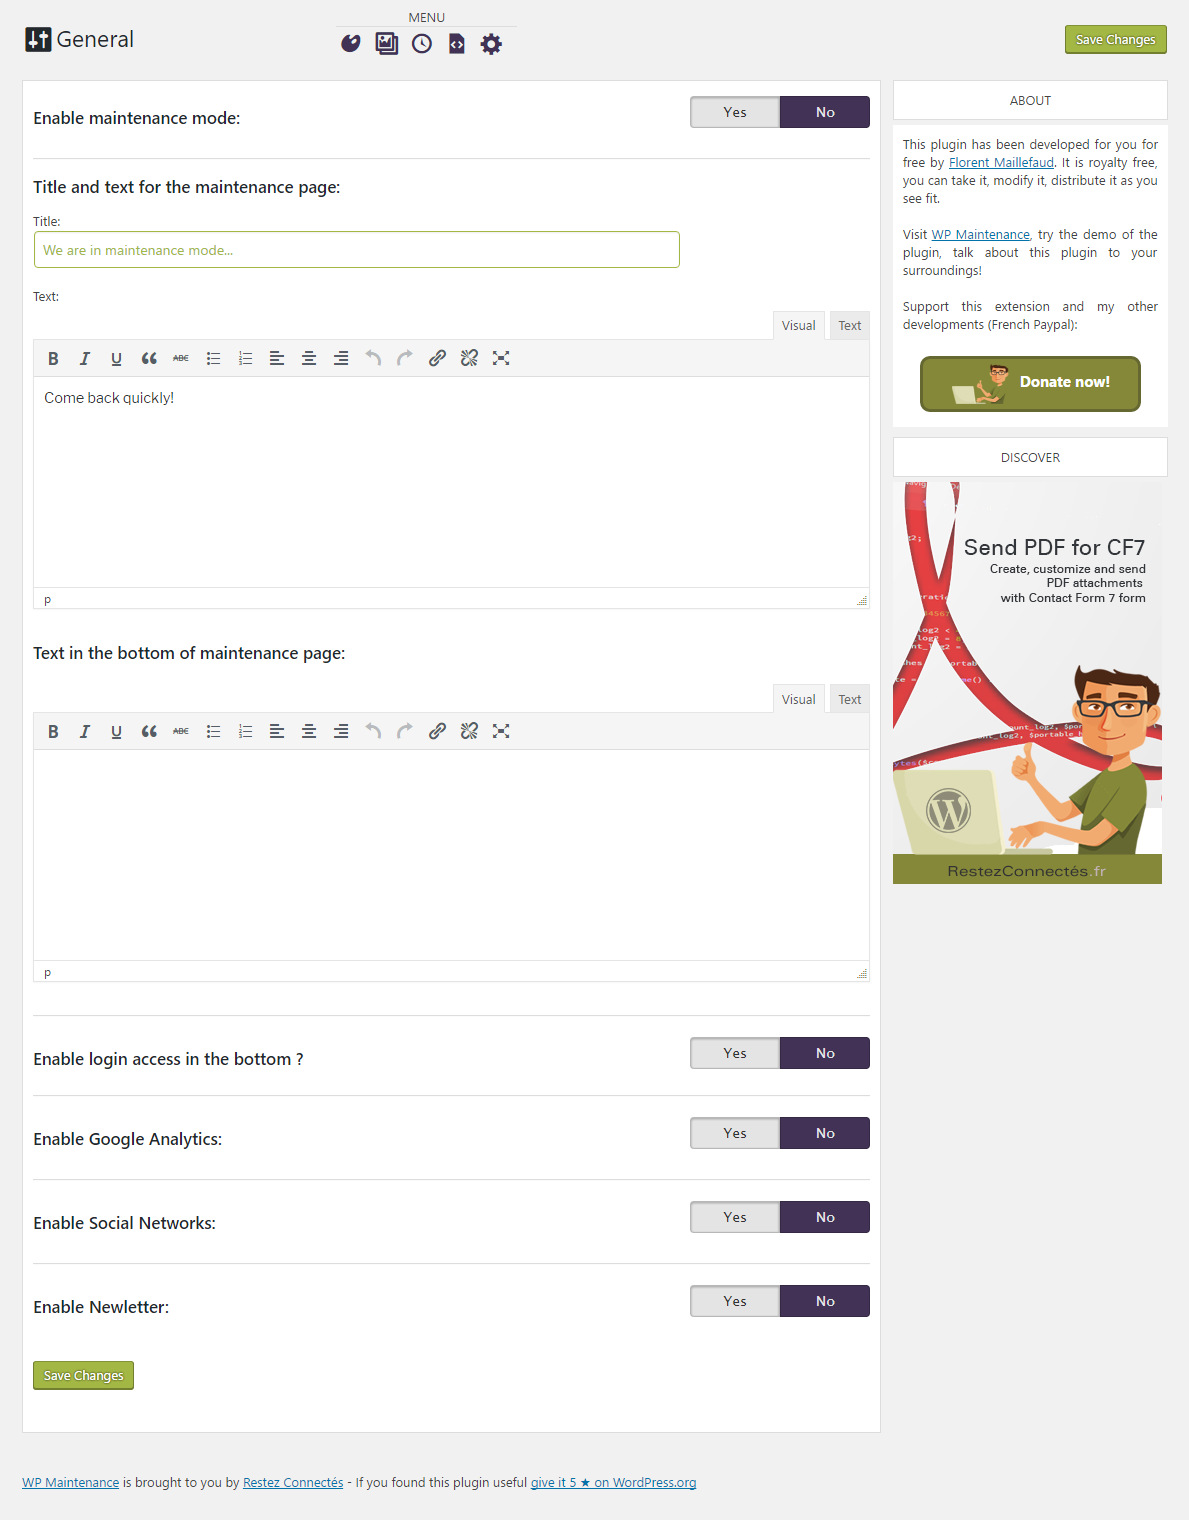 General
MENU
Save Changes
Enable maintenance mode:
Yes No
Title and text for the maintenance page:
Title:
We are in maintenance mode...
Text:
Visual Text
B I U ABC
Come back quickly!
p
Text in the bottom of maintenance page:
Visual Text
B I U ABC
p
Enable login access in the bottom ?
Yes No
Enable Google Analytics:
Yes No
Enable Social Networks:
Yes No
Enable Newletter:
Yes No
Save Changes
ABOUT
This plugin has been developed for you for
free by Florent Maillefaud. It is royalty free,
you can take it, modify it, distribute it as you
see fit.
Visit WP Maintenance, try the demo of the
plugin, talk about this plugin to your
surroundings!
Support this extension and my other
developments (French Paypal):
Donate now!
DISCOVER
Send PDF for CF7
Create, customize and send
PDF attachments
with Contact Form 7 form
RestezConnectés.fr
WP Maintenance is brought to you by Restez Connectés - If you found this plugin useful give it 5 ★ on WordPress.org